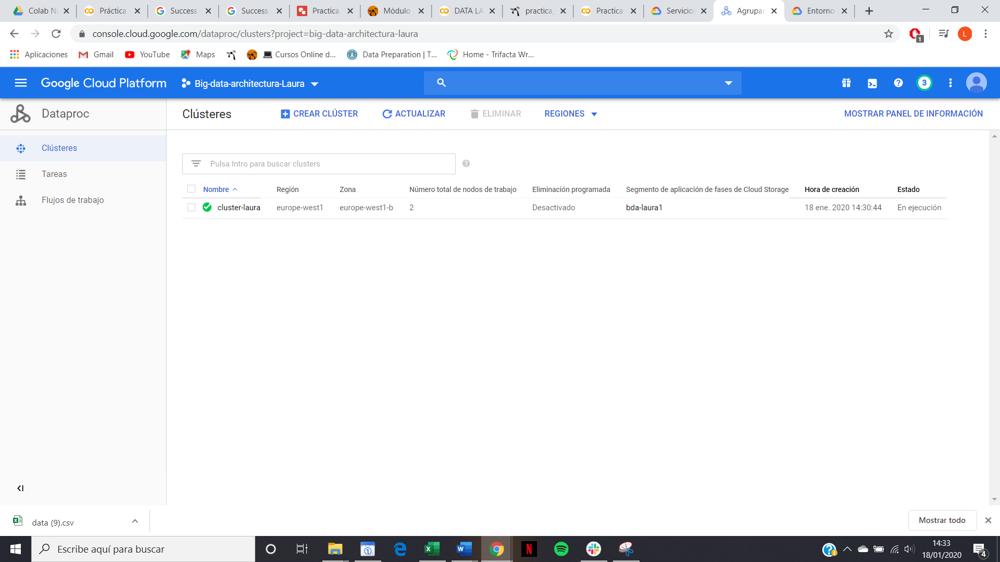 Colab N
Práctica
Success
Success
Practica
Módulo
DATA LA
practica_
Practica
Servicios
Agrupac
Entorno
console.cloud.google.com/dataproc/clusters?project=big-data-architectura-laura
1
L
Aplicaciones
Gmail
YouTube
Maps
Cursos Online d...
Data Preparation | T...
Home - Trifacta Wr...
Google Cloud Platform
Big-data-architectura-Laura
3
Dataproc
Clústeres
CREAR CLÚSTER
ACTUALIZAR
ELIMINAR
REGIONES
MOSTRAR PANEL DE INFORMACIÓN
Clústeres
Tareas
Flujos de trabajo
Pulsa Intro para buscar clusters
Nombre Región Zona Número total de nodos de trabajo Eliminación programada Segmento de aplicación de fases de Cloud Storage Hora de creación Estado
cluster-laura europe-west1 europe-west1-b 2 Desactivado bda-laura1 18 ene. 2020 14:30:44 En ejecución
data (9).csv
Mostrar todo
Escribe aquí para buscar
14:33
18/01/2020
4